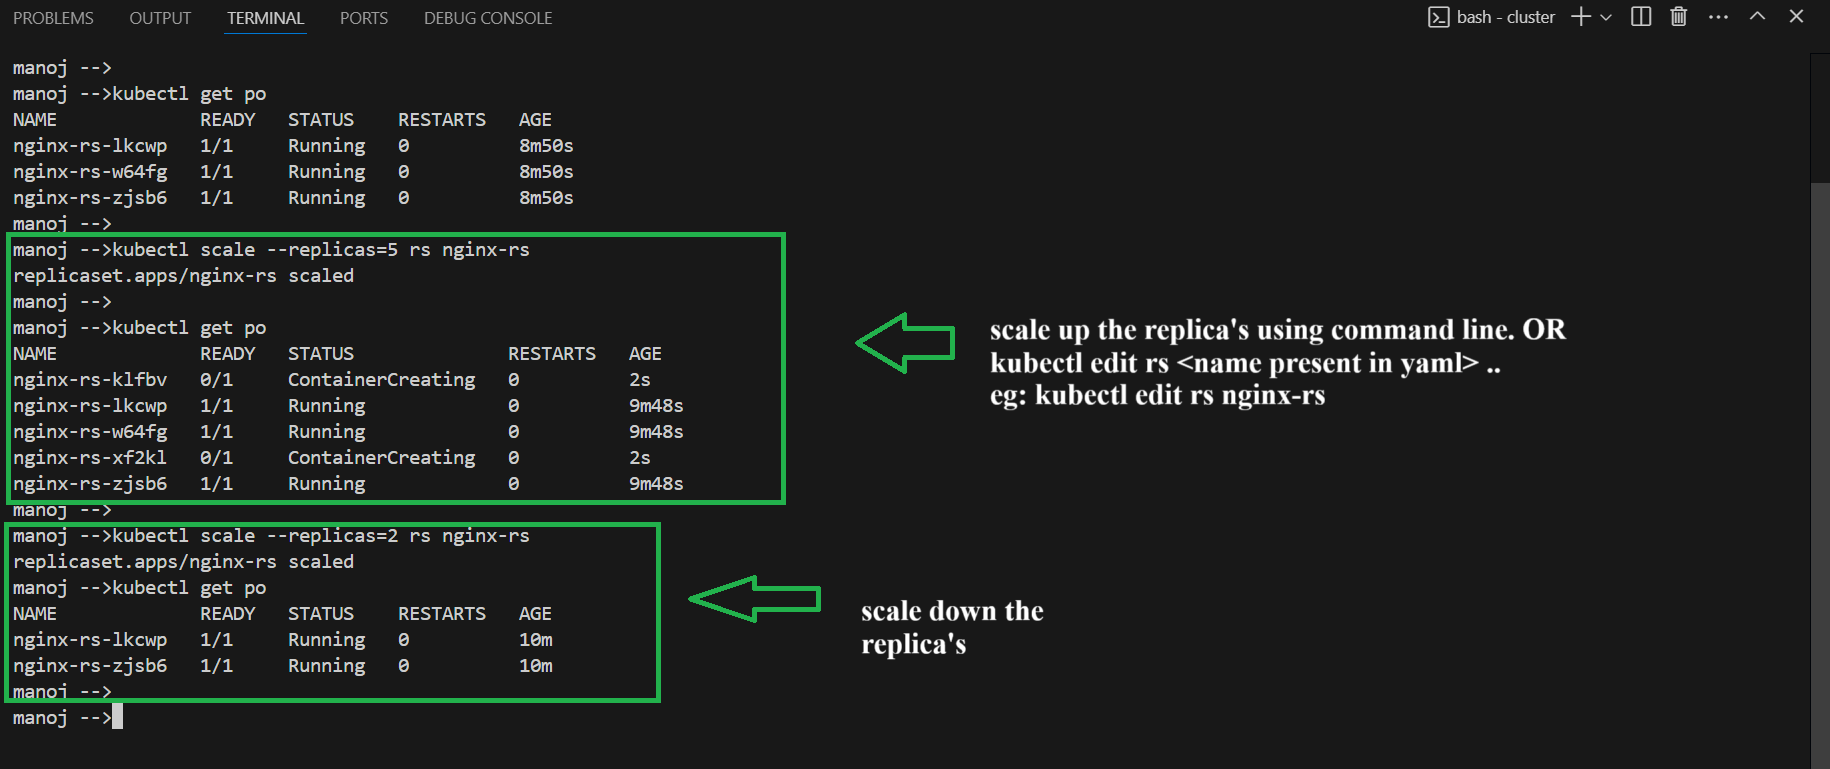 PROBLEMS OUTPUT TERMINAL PORTS DEBUG CONSOLE bash - cluster
manoj -->
manoj -->kubectl get po
NAME READY STATUS RESTARTS AGE
nginx-rs-lkcwp 1/1 Running 0 8m50s
nginx-rs-w64fg 1/1 Running 0 8m50s
nginx-rs-zjsb6 1/1 Running 0 8m50s
manoj -->
manoj -->kubectl scale --replicas=5 rs nginx-rs
replicaset.apps/nginx-rs scaled
manoj -->
manoj -->kubectl get po
NAME READY STATUS RESTARTS AGE
nginx-rs-klfbv 0/1 ContainerCreating 0 2s
nginx-rs-lkcwp 1/1 Running 0 9m48s
nginx-rs-w64fg 1/1 Running 0 9m48s
nginx-rs-xf2kl 0/1 ContainerCreating 0 2s
nginx-rs-zjsb6 1/1 Running 0 9m48s
scale up the replica's using command line. OR
kubectl edit rs <name present in yaml> ..
eg: kubectl edit rs nginx-rs
manoj -->
manoj -->kubectl scale --replicas=2 rs nginx-rs
replicaset.apps/nginx-rs scaled
manoj -->kubectl get po
NAME READY STATUS RESTARTS AGE
nginx-rs-lkcwp 1/1 Running 0 10m
nginx-rs-zjsb6 1/1 Running 0 10m
manoj -->
scale down the
replica's
manoj -->